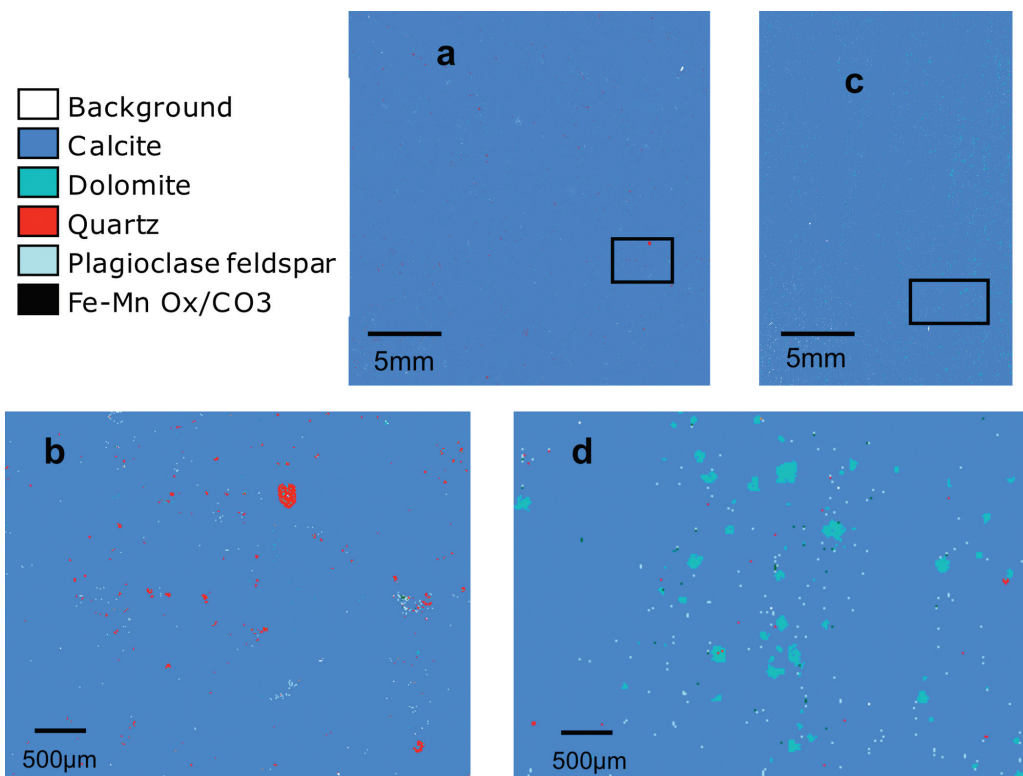 Background
Calcite
Dolomite
Quartz
Plagioclase feldspar
Fe-Mn Ox/CO3
a
5mm
c
5mm
b
500µm
d
500µm